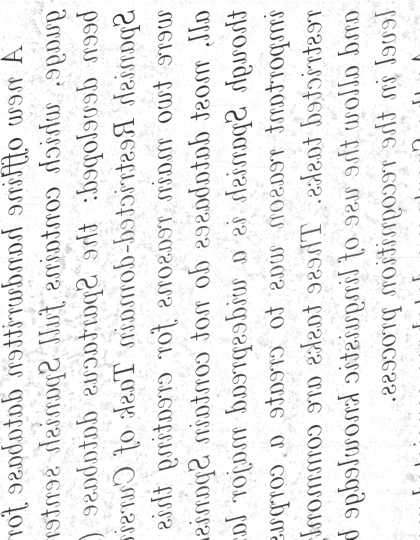 A new offline handwritten database for
guage, which contains full Spanish senten
been developed: the Spartacus database (
Spanish Restricted-domain Task of Cursi
were two main reasons for creating this
all, most databases do not contain Spanis
though Spanish is a widespread major la
important reason was to create a corpus
restricted tasks. These tasks are common
and allow the use of linguistic knowledge b
level in the recognition process.